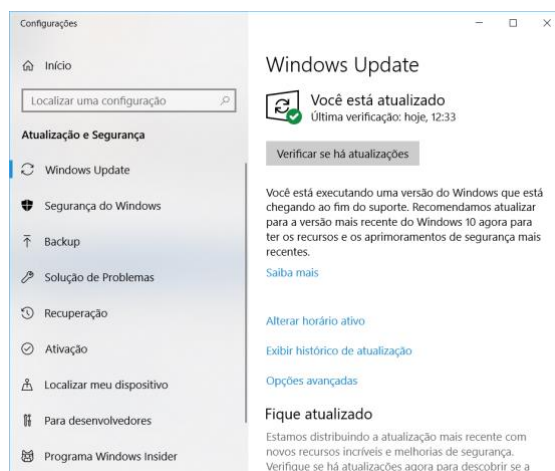 Configurações
Início
Localizar uma configuração
Atualização e Segurança
Windows Update
Segurança do Windows
Backup
Solução de Problemas
Recuperação
Ativação
Localizar meu dispositivo
Para desenvolvedores
Programa Windows Insider
Windows Update
Você está atualizado
Última verificação: hoje, 12:33
Verificar se há atualizações
Você está executando uma versão do Windows que está
chegando ao fim do suporte. Recomendamos atualizar
para a versão mais recente do Windows 10 agora para
ter os recursos e os aprimoramentos de segurança mais
recentes.
Saiba mais
Alterar horário ativo
Exibir histórico de atualização
Opções avançadas
Fique atualizado
Estamos distribuindo a atualização mais recente com
novos recursos incríveis e melhorias de segurança.
Verifique se há atualizações agora para descobrir se a